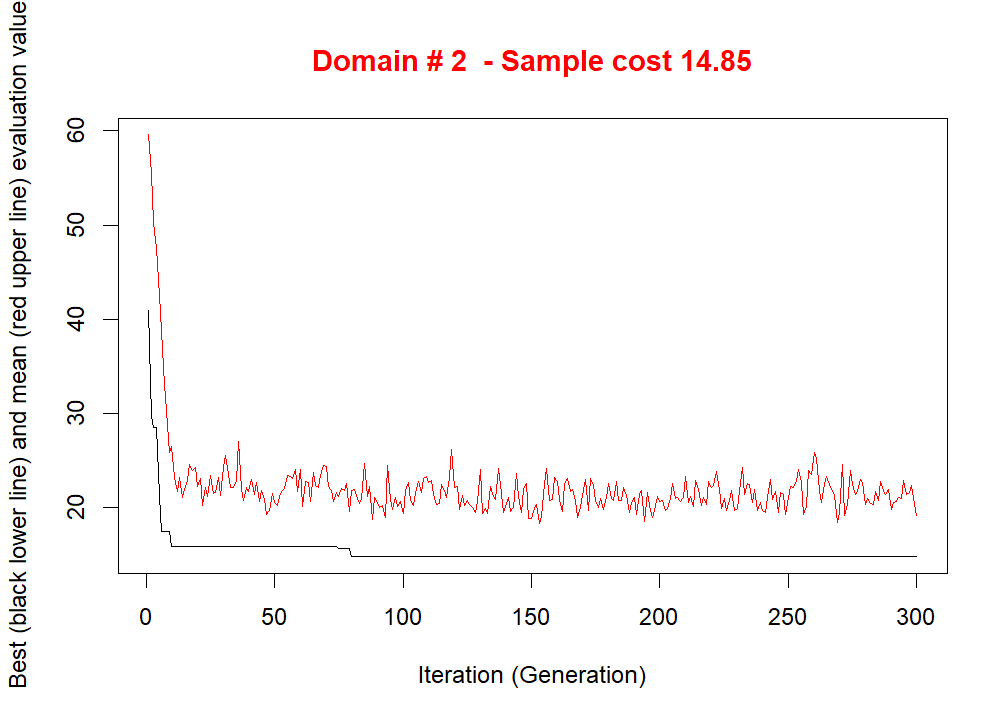 Domain # 2  - Sample cost 14.85
Best (black lower line) and mean (red upper line) evaluation value
60
50
40
30
20
0 50 100 150 200 250 300
Iteration (Generation)